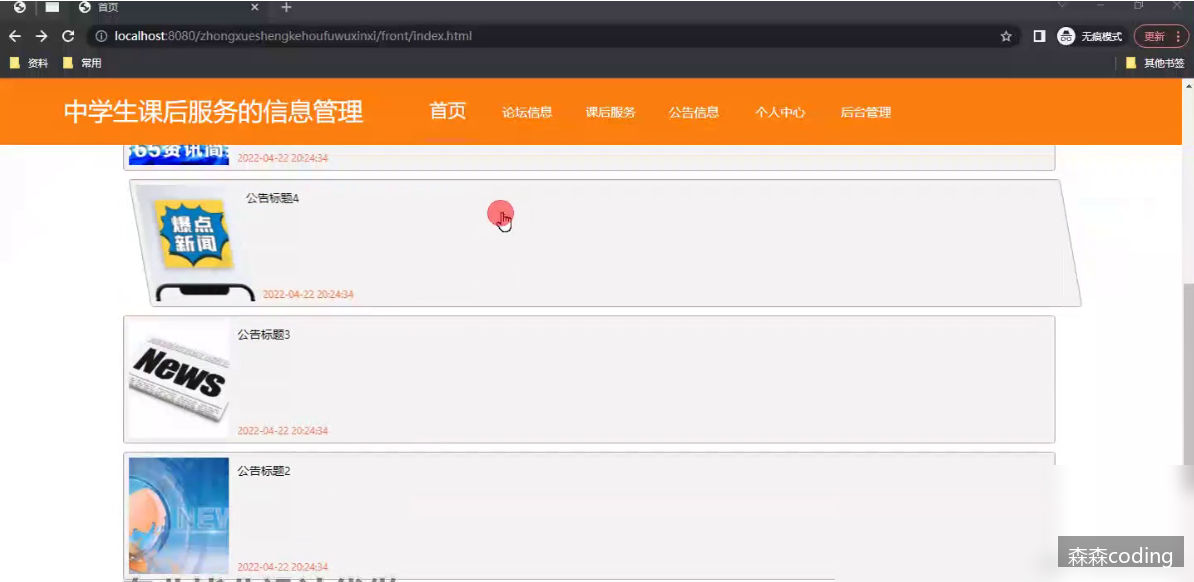 首页
localhost:8080/zhongxueshengkehoufuwuxinxi/front/index.html
无痕模式
更新
资料
常用
其他书签
中学生课后服务的信息管理
首页
论坛信息
课后服务
公告信息
个人中心
后台管理
2022-04-22 20:24:34
公告标题4
爆点
新闻
2022-04-22 20:24:34
公告标题3
News
2022-04-22 20:24:34
公告标题2
NEW
2022-04-22 20:24:34
森森coding